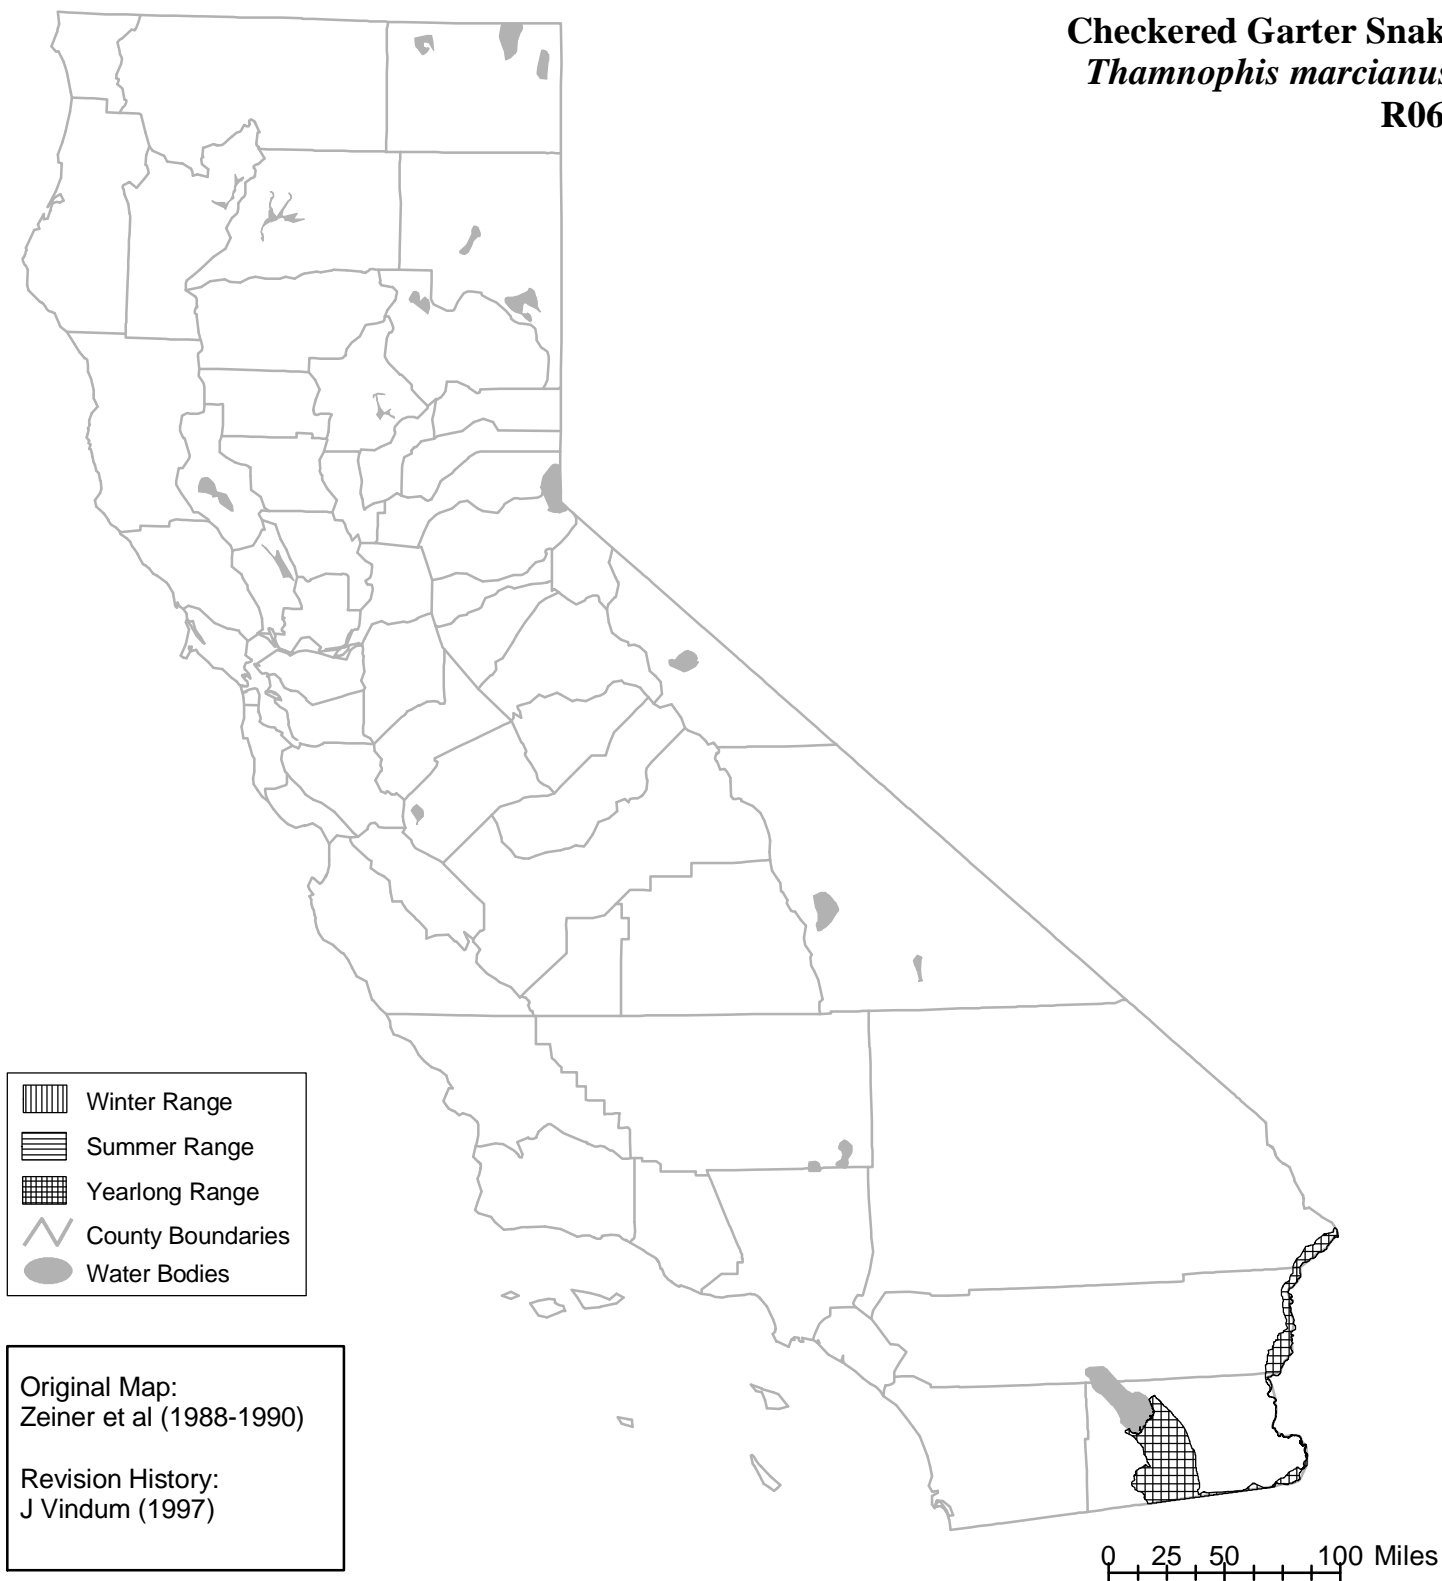 Checkered Garter Snak
Thamnophis marcianus
R06
Winter Range
Summer Range
Yearlong Range
County Boundaries
Water Bodies
Original Map:
Zeiner et al (1988-1990)
Revision History:
J Vindum (1997)
0 25 50 100 Miles